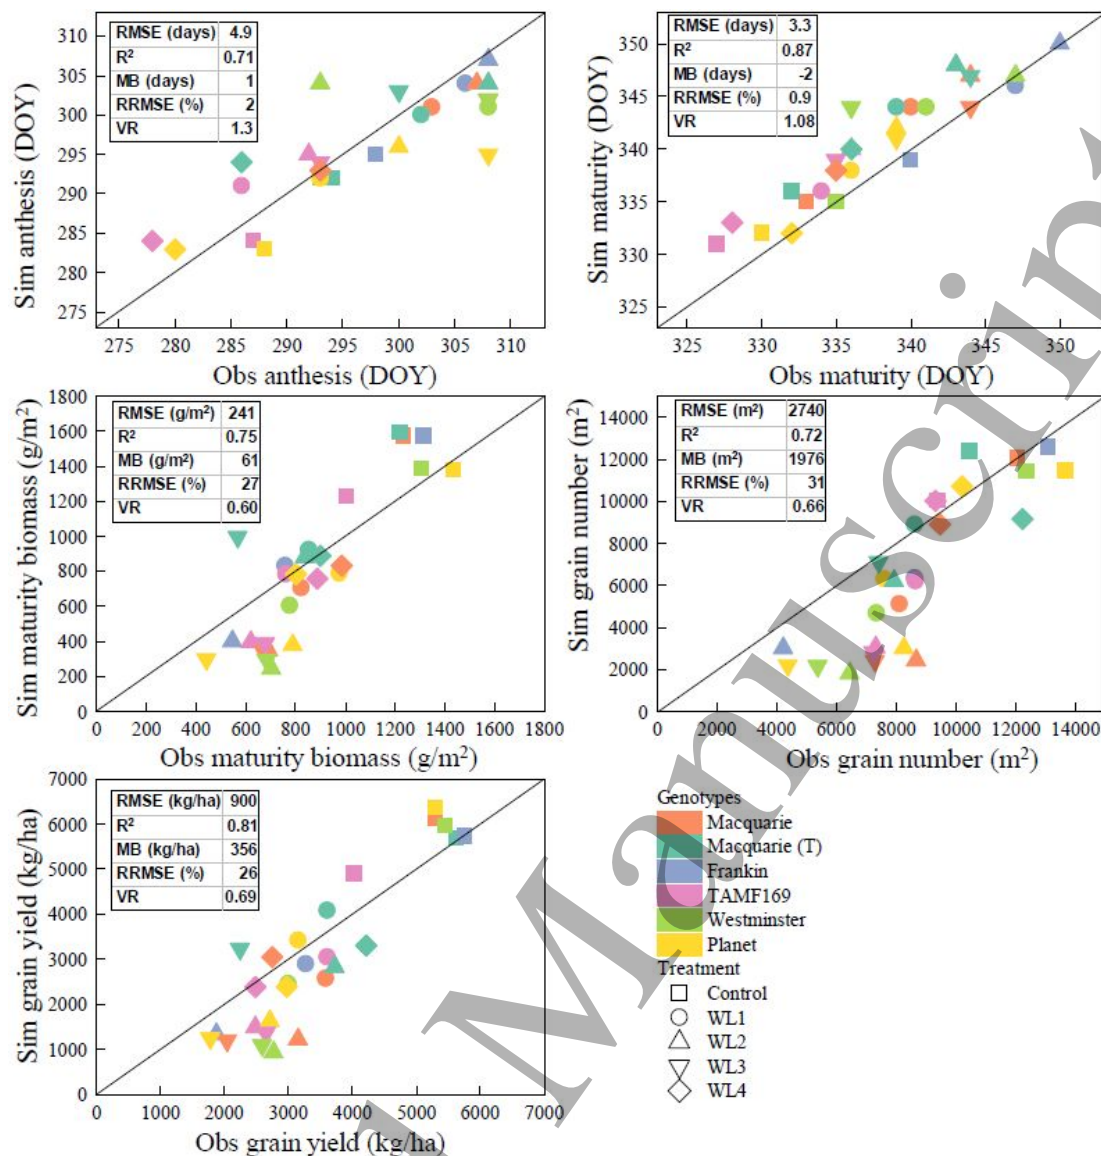 RMSE (days) 4.9
R² 0.71
MB (days) 1
RRMSE (%) 2
VR 1.3
310
305
300
295
290
285
280
275
Sim anthesis (DOY)
275 280 285 290 295 300 305 310
Obs anthesis (DOY)
RMSE (days) 3.3
R² 0.87
MB (days) -2
RRMSE (%) 0.9
VR 1.08
350
345
340
335
330
325
Sim maturity (DOY)
325 330 335 340 345 350
Obs maturity (DOY)
RMSE (g/m²) 241
R² 0.75
MB (g/m²) 61
RRMSE (%) 27
VR 0.60
1800
1600
1400
1200
1000
800
600
400
200
0
Sim maturity biomass (g/m²)
0 200 400 600 800 1000 1200 1400 1600 1800
Obs maturity biomass (g/m²)
RMSE (m²) 2740
R² 0.72
MB (m²) 1976
RRMSE (%) 31
VR 0.66
14000
12000
10000
8000
6000
4000
2000
0
Sim grain number (m²)
0 2000 4000 6000 8000 10000 12000 14000
Obs grain number (m²)
RMSE (kg/ha) 900
R² 0.81
MB (kg/ha) 356
RRMSE (%) 26
VR 0.69
7000
6000
5000
4000
3000
2000
1000
0
Sim grain yield (kg/ha)
0 1000 2000 3000 4000 5000 6000 7000
Obs grain yield (kg/ha)
Genotypes
Macquarie
Macquarie (T)
Frankin
TAMF169
Westminster
Planet
Treatment
Control
WL1
WL2
WL3
WL4
Manuscrip